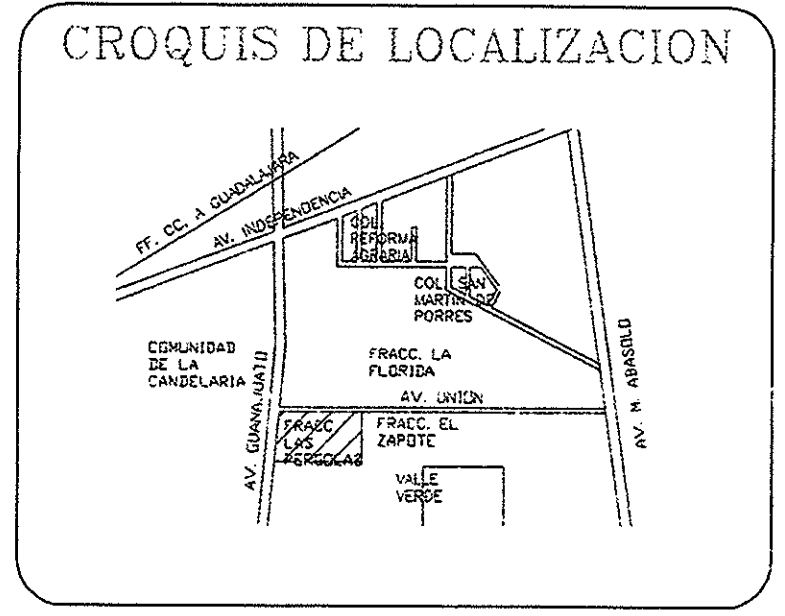 CROQUIS DE LOCALIZACION
FF. CC. A GUADALAJARA
AV. INDEPENDENCIA
COL.
REFORMA
AGRARIA
COL. SAN
MARTIN DE
PORRES
COMUNIDAD
DE LA
CANDELARIA
AV. GUANAJUATO
FRACC. LA
FLORIDA
AV. UNION
AV. M. ABASOLO
FRACC
LAS
PERGOLAS
FRACC. EL
ZAPOTE
VALLE
VERDE